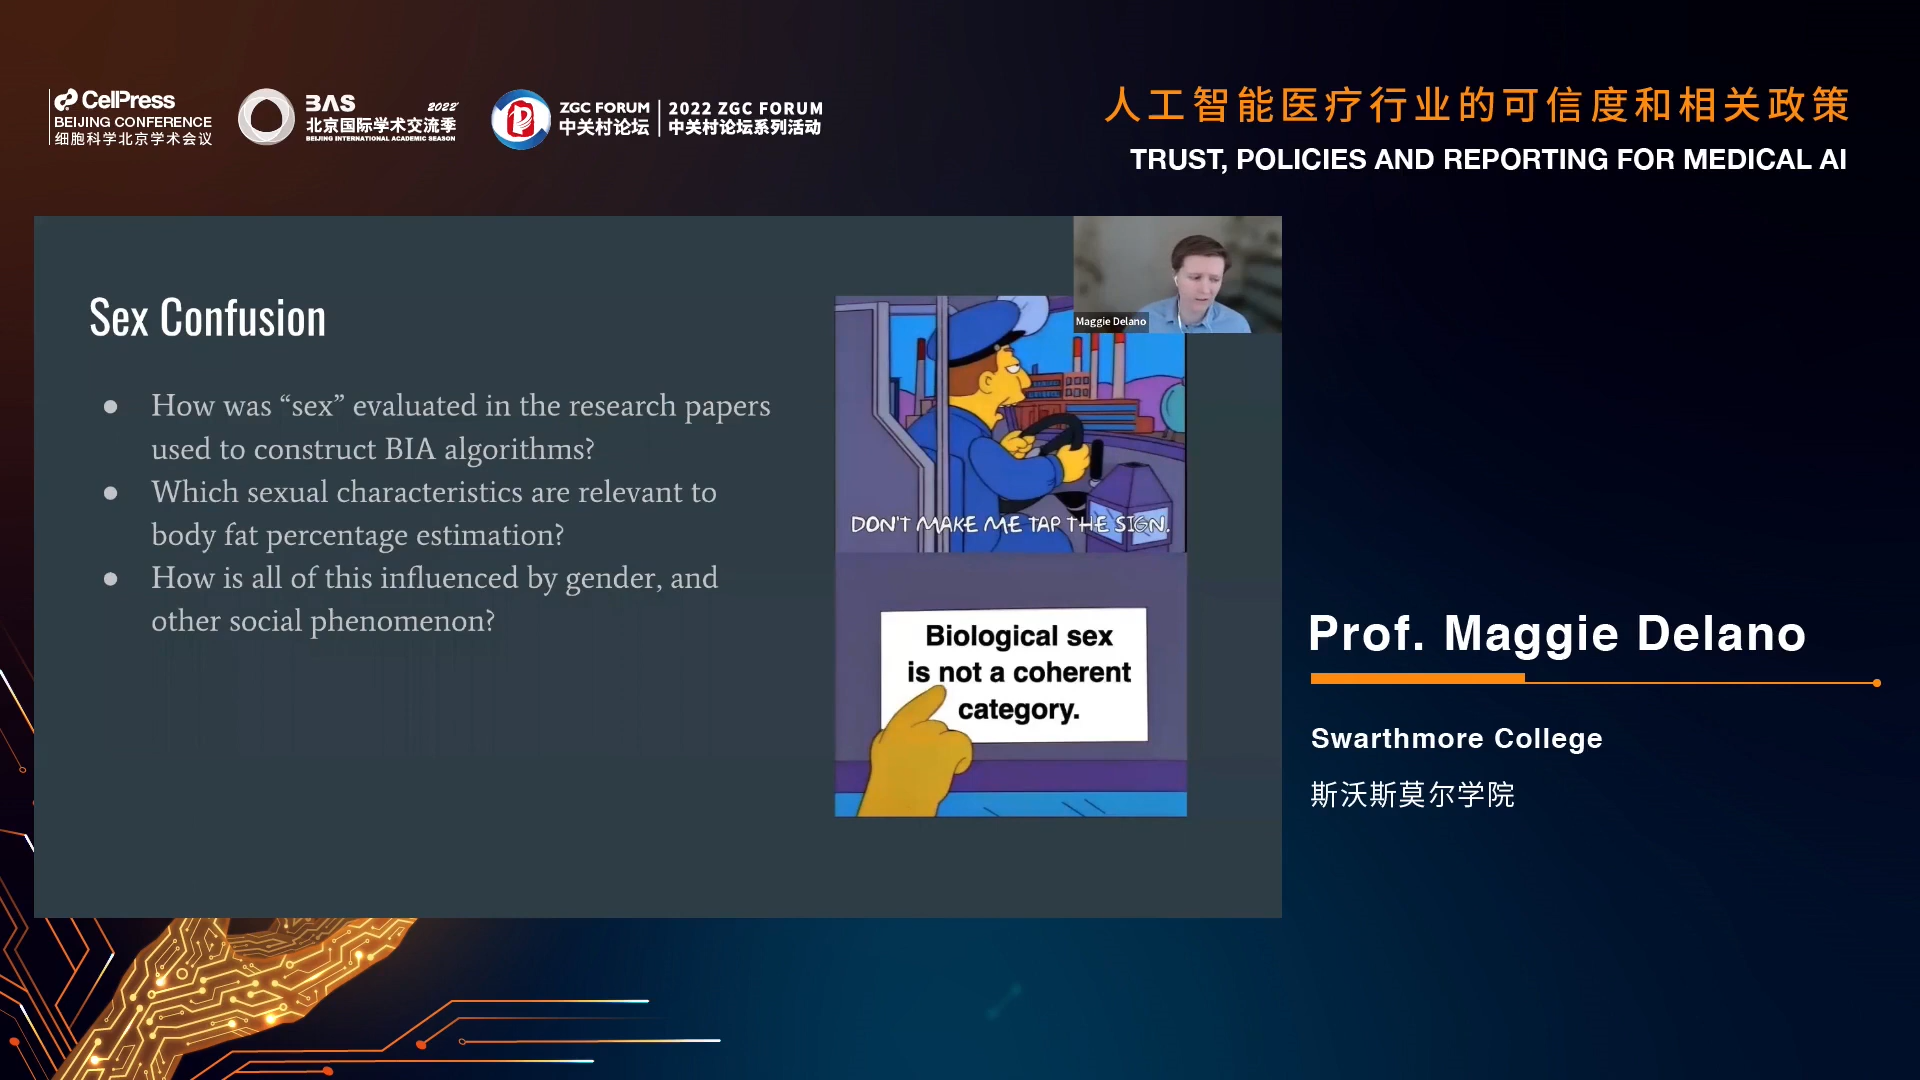 CellPress
BEIJING CONFERENCE
细胞科学北京学术会议
BAS 2022
北京国际学术交流季
BEIJING INTERNATIONAL ACADEMIC SEASON
ZGC FORUM
中关村论坛
2022 ZGC FORUM
中关村论坛系列活动
人工智能医疗行业的可信度和相关政策
TRUST, POLICIES AND REPORTING FOR MEDICAL AI
Maggie Delano
Sex Confusion
● How was “sex” evaluated in the research papers
used to construct BIA algorithms?
● Which sexual characteristics are relevant to
body fat percentage estimation?
● How is all of this influenced by gender, and
other social phenomenon?
DON'T MAKE ME TAP THE SIGN.
Biological sex
is not a coherent
category.
Prof. Maggie Delano
Swarthmore College
斯沃斯莫尔学院